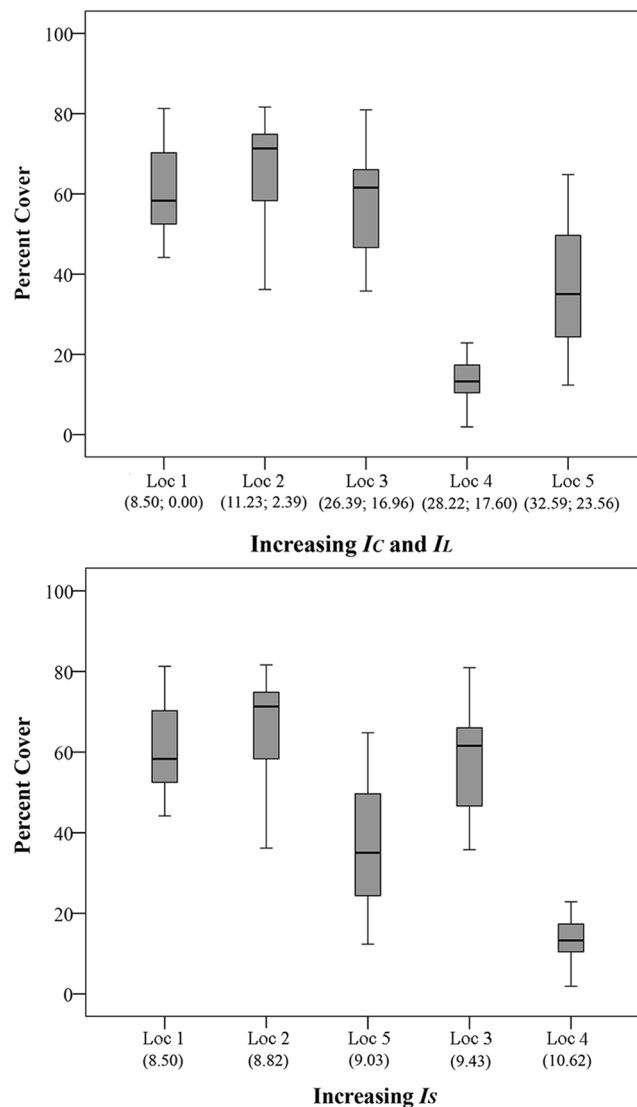 100
80
60
40
20
0
Percent Cover
Loc 1 Loc 2 Loc 3 Loc 4 Loc 5
(8.50; 0.00) (11.23; 2.39) (26.39; 16.96) (28.22; 17.60) (32.59; 23.56)
Increasing IC and IL
100
80
60
40
20
0
Percent Cover
Loc 1 Loc 2 Loc 5 Loc 3 Loc 4
(8.50) (8.82) (9.03) (9.43) (10.62)
Increasing IS